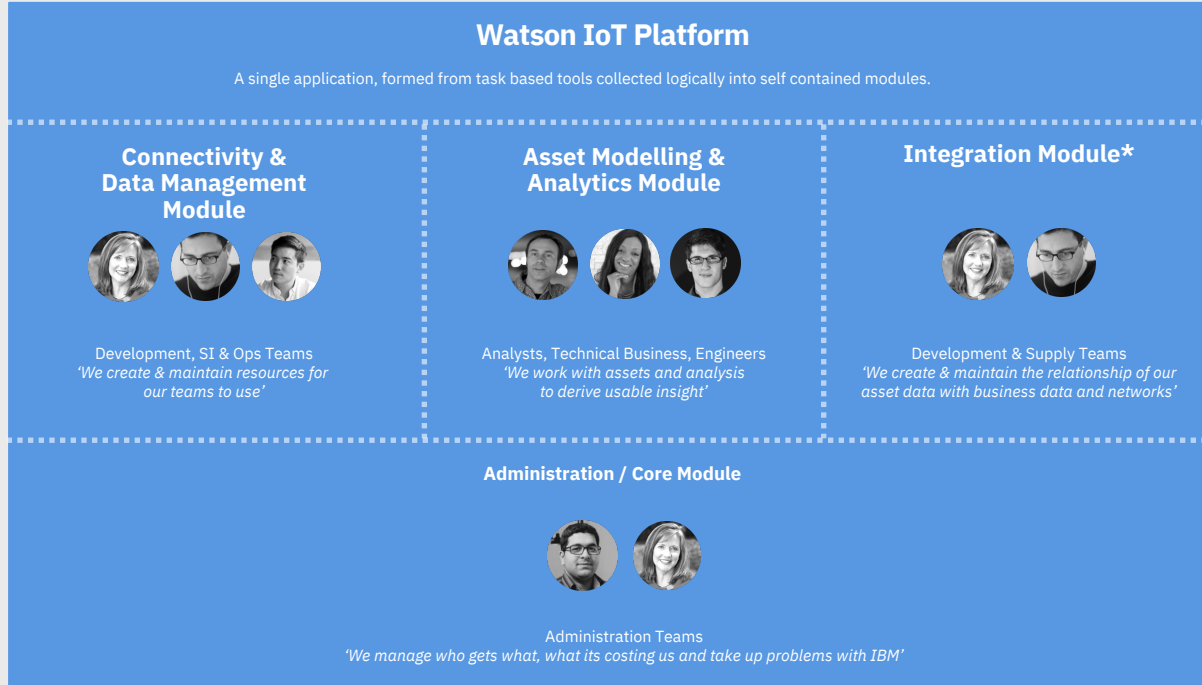 Watson IoT Platform
A single application, formed from task based tools collected logically into self contained modules.
Connectivity &
Data Management
Module
Development, SI & Ops Teams
‘We create & maintain resources for
our teams to use’
Asset Modelling &
Analytics Module
Analysts, Technical Business, Engineers
‘We work with assets and analysis
to derive usable insight’
Integration Module*
Development & Supply Teams
‘We create & maintain the relationship of our
asset data with business data and networks’
Administration / Core Module
Administration Teams
‘We manage who gets what, what its costing us and take up problems with IBM’